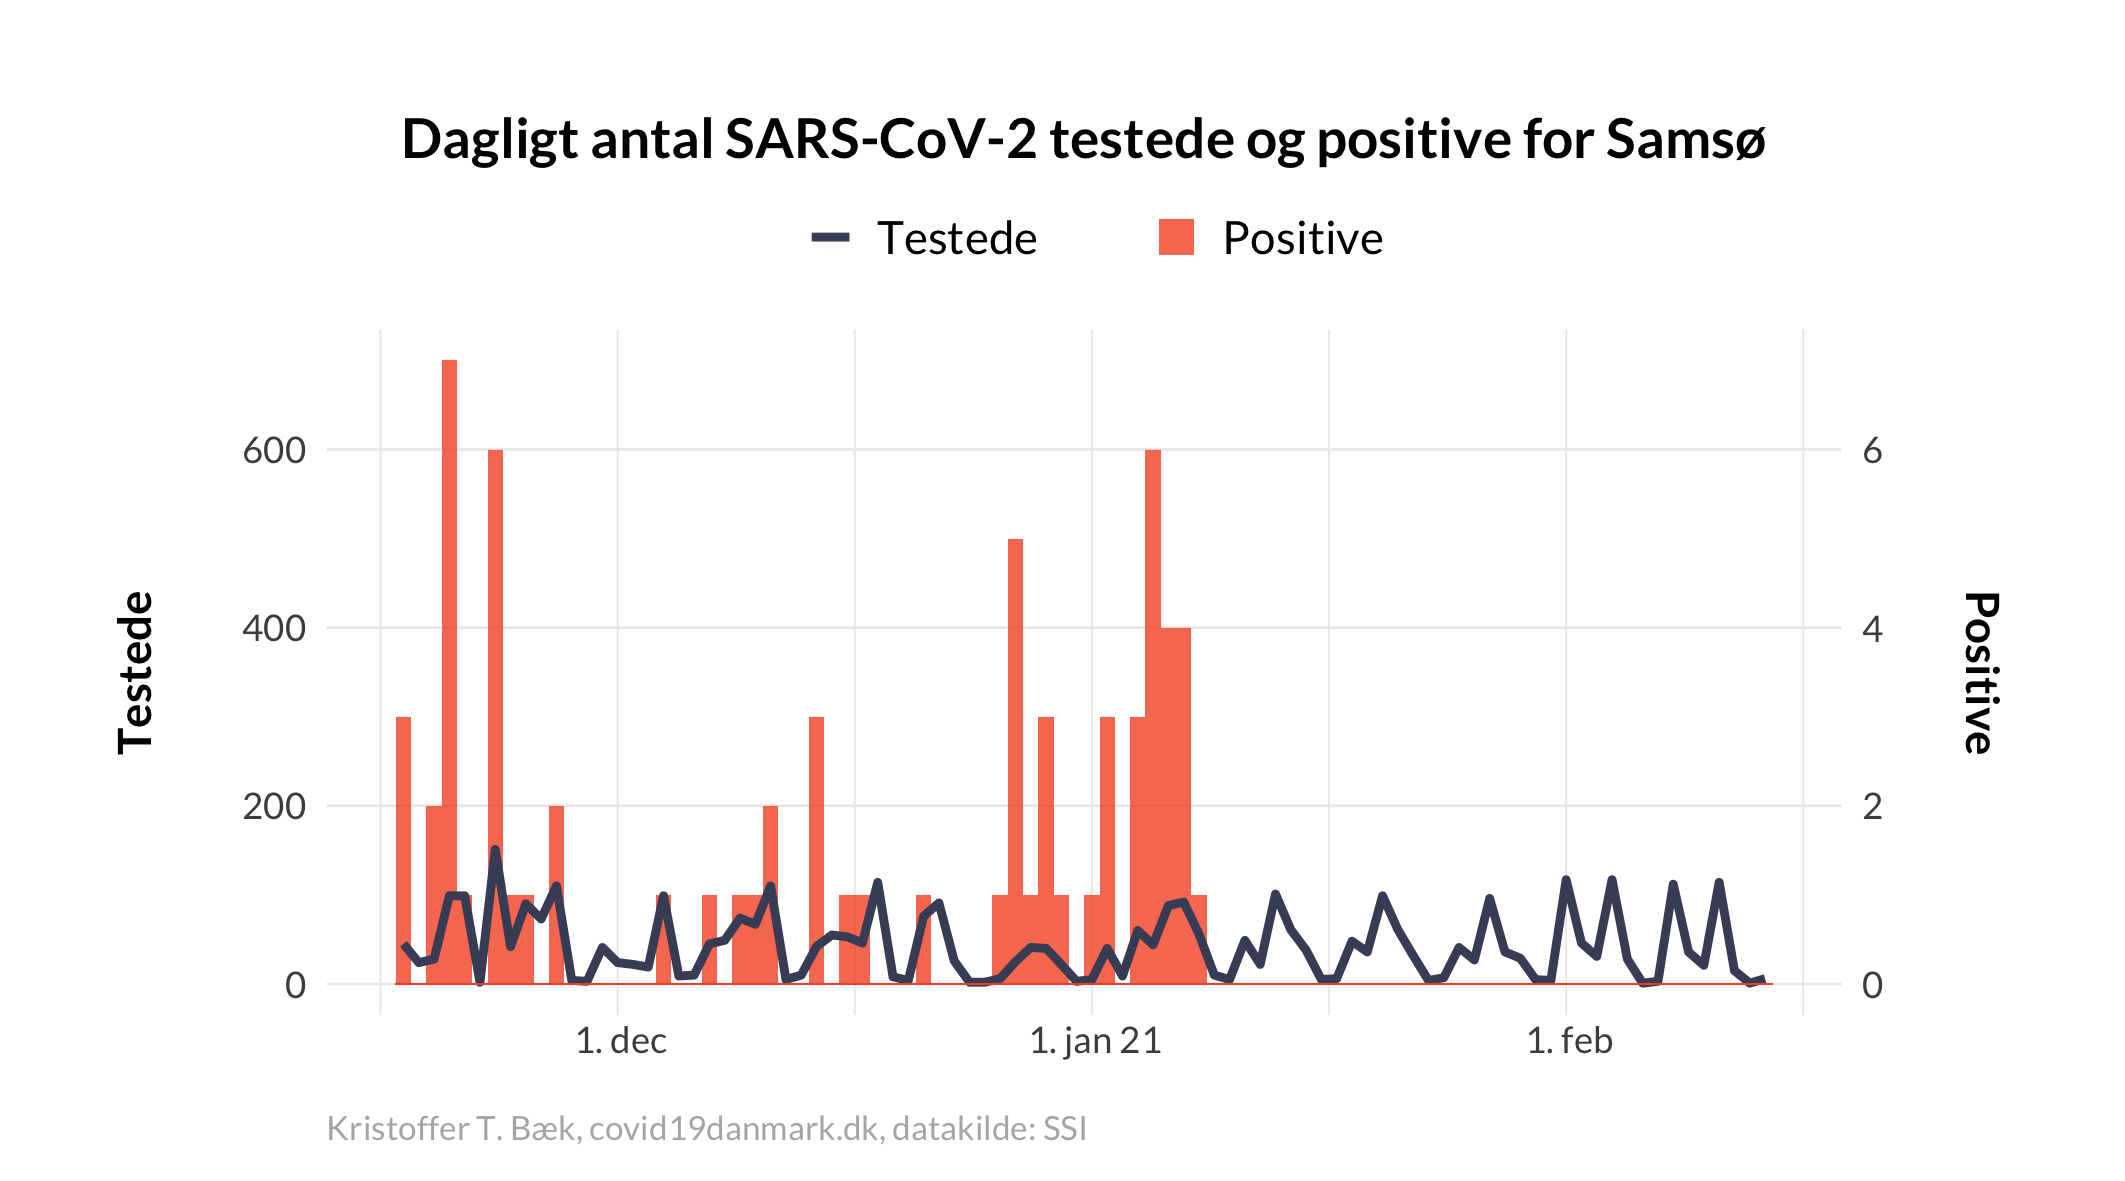 Dagligt antal SARS-CoV-2 testede og positive for Samsø
Testede
Positive
Testede
600
400
200
0
6
4
2
0
Positive
1. dec
1. jan 21
1. feb
Kristoffer T. Bæk, covid19danmark.dk, datakilde: SSI